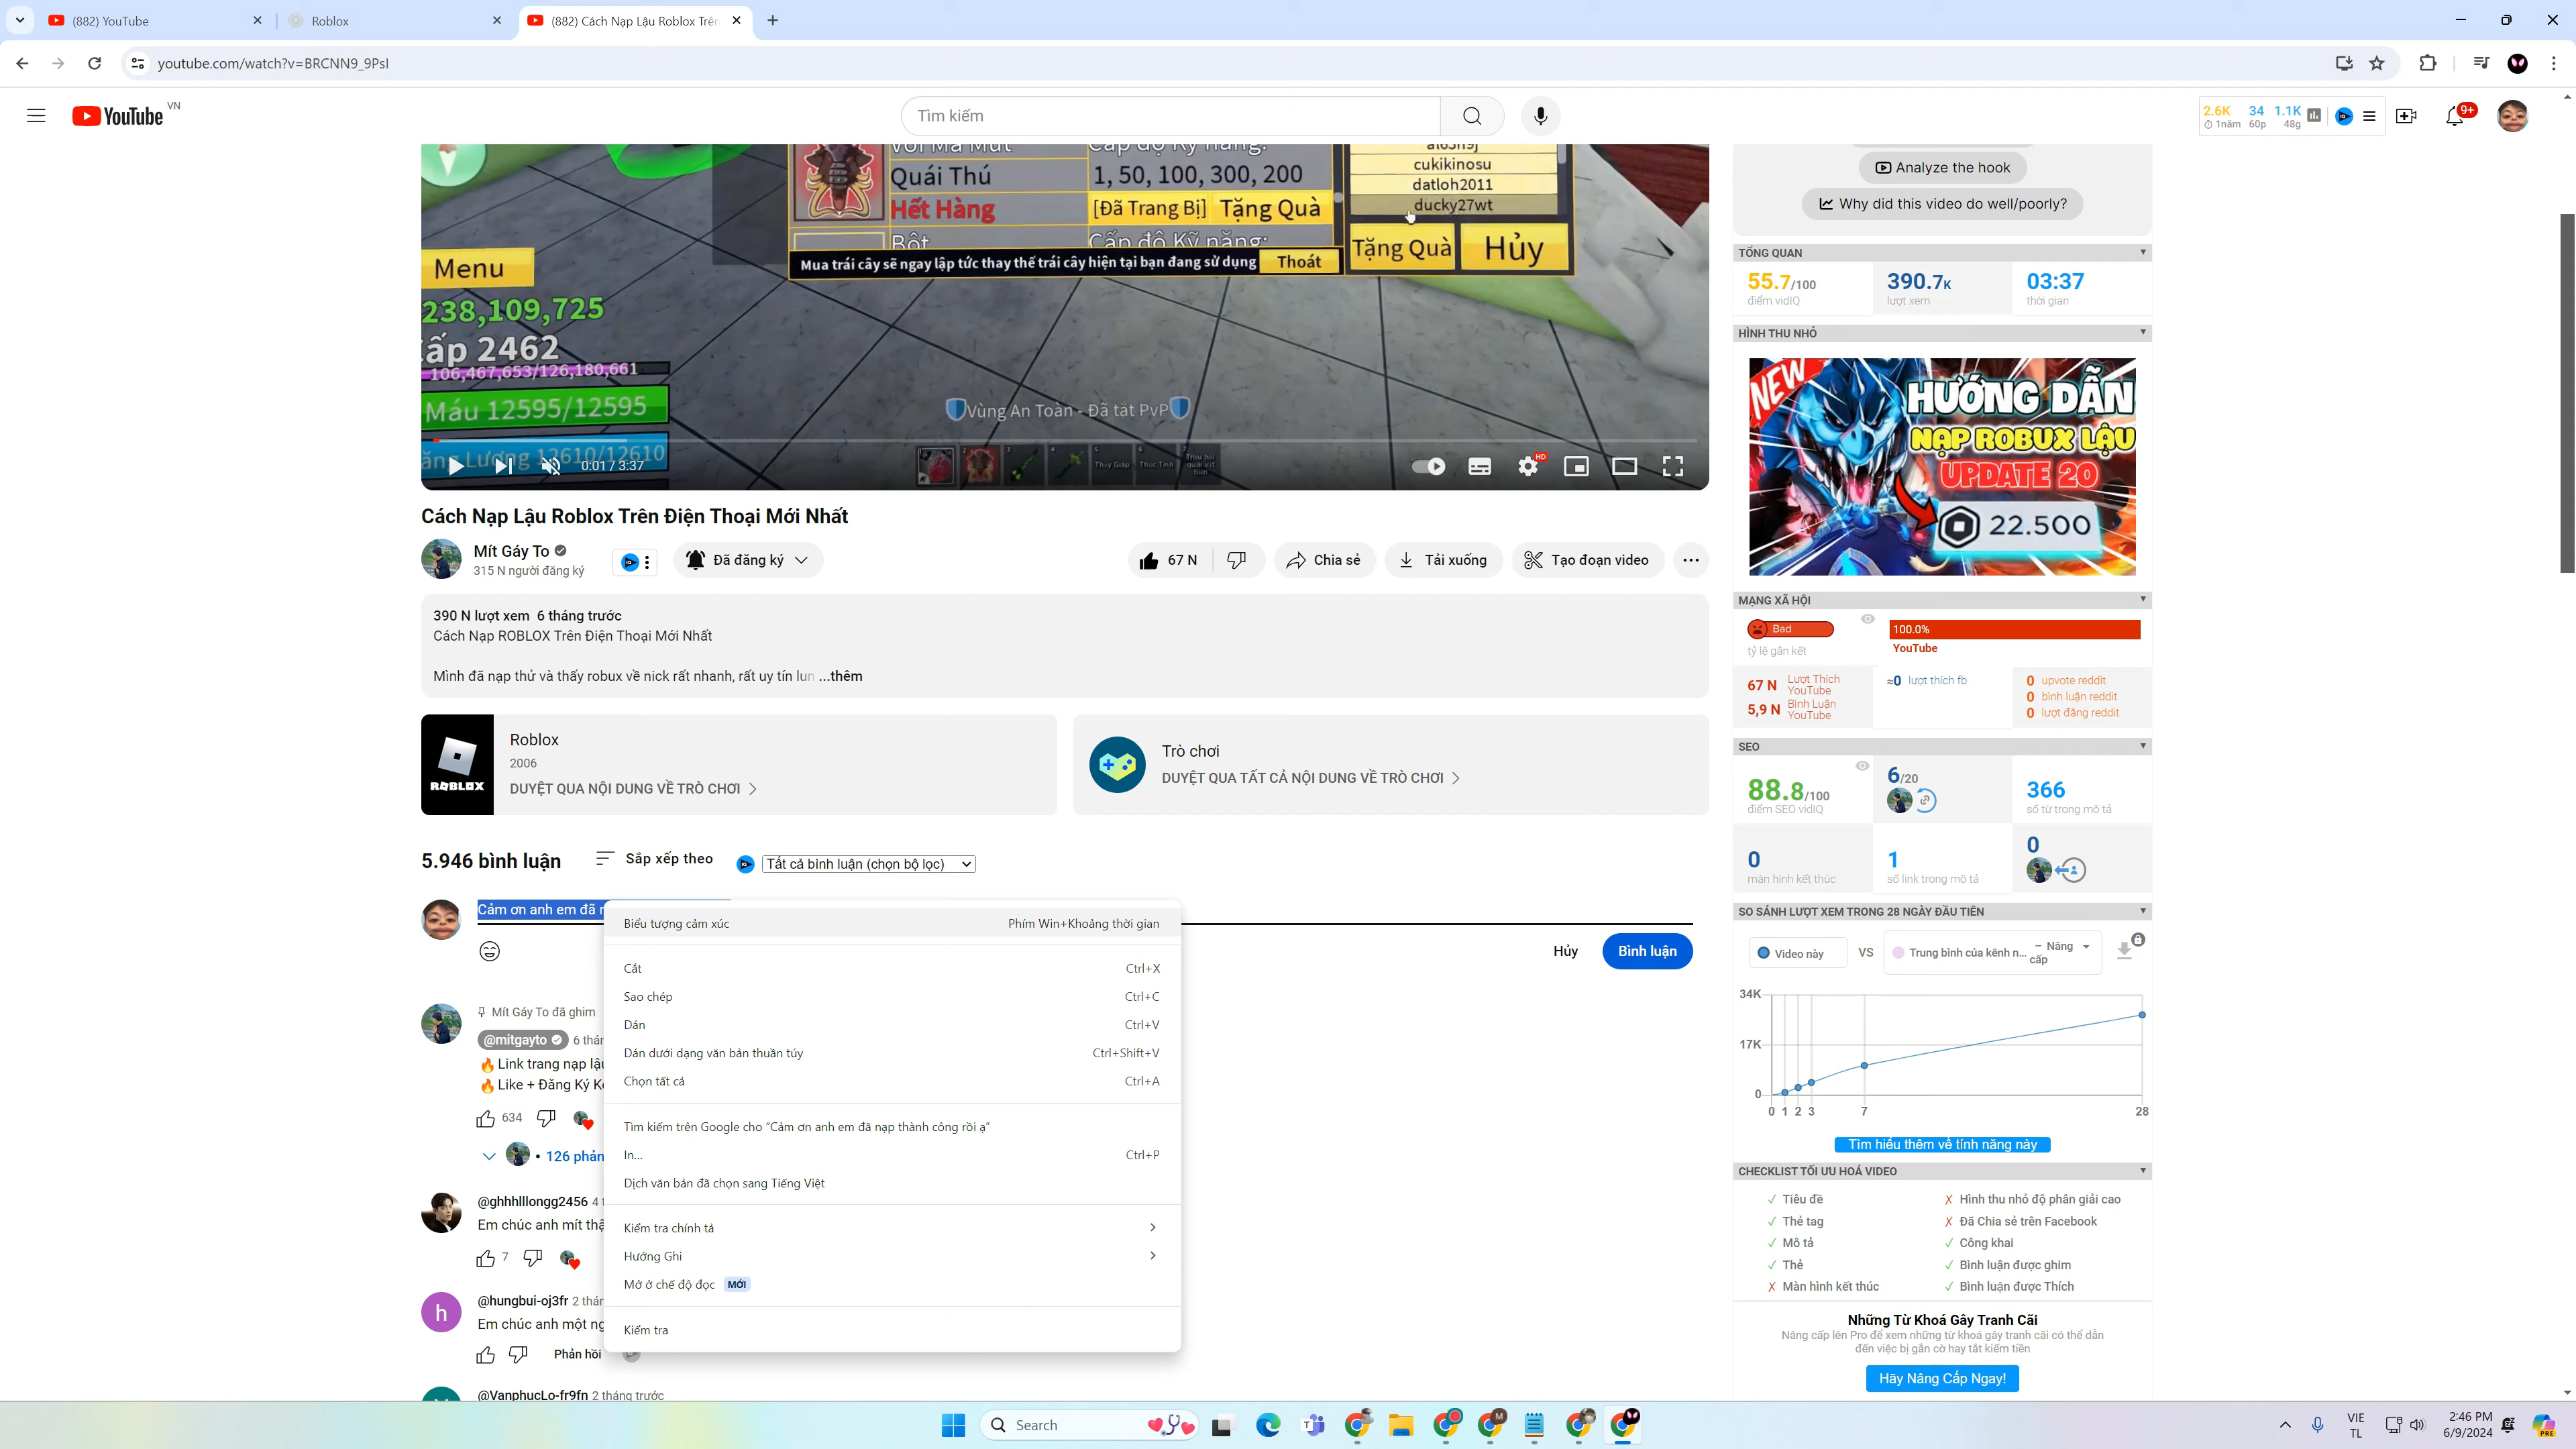 (882) YouTube
Roblox
(882) Cách Nạp Lậu Roblox Trên
youtube.com/watch?v=BRCNN9_9PsI
YouTube VN
Tìm kiếm
2.6K 34 1.1K
1năm 60p 48g
9+
cukikinosu
datloh2011
ducky27wt
Quái Thú
1, 50, 100, 300, 200
Hết Hàng
[Đã Trang Bị] Tặng Quà
Bột
Cấp độ Kỹ năng:
Tặng Quà Hủy
Mua trái cây sẽ ngay lập tức thay thế trái cây hiện tại bạn đang sử dụng Thoát
Menu
238,109,725
Cấp 2462
106,467,653/126,180,661
Máu 12595/12595
Vùng An Toàn - Đã tắt PvP
Năng Lượng 12610/12610
0:01 / 3:37
HD
Cách Nạp Lậu Roblox Trên Điện Thoại Mới Nhất
Mít Gáy To
315 N người đăng ký
Đã đăng ký
67 N
Chia sẻ
Tải xuống
Tạo đoạn video
390 N lượt xem 6 tháng trước
Cách Nạp ROBLOX Trên Điện Thoại Mới Nhất
Mình đã nạp thử và thấy robux về nick rất nhanh, rất uy tín lun ...thêm
ROBLOX
Roblox
2006
DUYỆT QUA NỘI DUNG VỀ TRÒ CHƠI
Trò chơi
DUYỆT QUA TẤT CẢ NỘI DUNG VỀ TRÒ CHƠI
5.946 bình luận
Sắp xếp theo
Tất cả bình luận (chọn bộ lọc)
Cảm ơn anh em đã
Hủy
Bình luận
Mít Gáy To đã ghim
@mitgayto 6
Link trang nạp
Like + Đăng Ký
634
126
@ghhhlllongg2456 4
Em chúc anh mít
7
@hungbui-oj3fr 2
Em chúc anh một
Phản hồi
@VanphucLo-fr9fn 2 tháng trước
Biểu tượng cảm xúc Phím Win+Khoảng thời gian
Cắt Ctrl+X
Sao chép Ctrl+C
Dán Ctrl+V
Dán dưới dạng văn bản thuần túy Ctrl+Shift+V
Chọn tất cả Ctrl+A
Tìm kiếm trên Google cho “Cảm ơn anh em đã nạp thành công rồi ạ”
In... Ctrl+P
Dịch văn bản đã chọn sang Tiếng Việt
Kiểm tra chính tả
Hướng Ghi
Mở ở chế độ đọc MỚI
Kiểm tra
Analyze the hook
Why did this video do well/poorly?
TỔNG QUAN
55.7/100 390.7K 03:37
điểm vidIQ lượt xem thời gian
HÌNH THU NHỎ
NEW
HƯỚNG DẪN
NẠP ROBUX LẬU
UPDATE 20
22.500
MẠNG XÃ HỘI
Bad
tỷ lệ gắn kết
100.0%
YouTube
67 N Lượt Thích YouTube
5,9 N Bình Luận YouTube
≈0 lượt thích fb
0 upvote reddit
0 bình luận reddit
0 lượt đăng reddit
SEO
88.8/100
điểm SEO vidIQ
6/20
366
số từ trong mô tả
0
màn hình kết thúc
1
số link trong mô tả
0
SO SÁNH LƯỢT XEM TRONG 28 NGÀY ĐẦU TIÊN
Video này
VS
Trung bình của kênh n... – Nâng cấp
34K
17K
0
0 1 2 3 7 28
Tìm hiểu thêm về tính năng này
CHECKLIST TỐI ƯU HOÁ VIDEO
✓ Tiêu đề ✗ Hình thu nhỏ độ phân giải cao
✓ Thẻ tag ✗ Đã Chia sẻ trên Facebook
✓ Mô tả ✓ Công khai
✓ Thẻ ✓ Bình luận được ghim
✗ Màn hình kết thúc ✓ Bình luận được Thích
Những Từ Khoá Gây Tranh Cãi
Nâng cấp lên Pro để xem những từ khoá gây tranh cãi có thể dẫn
đến việc bị gắn cờ hay tắt kiếm tiền
Hãy Nâng Cấp Ngay!
Search
VIE
TL
2:46 PM
6/9/2024
PRE